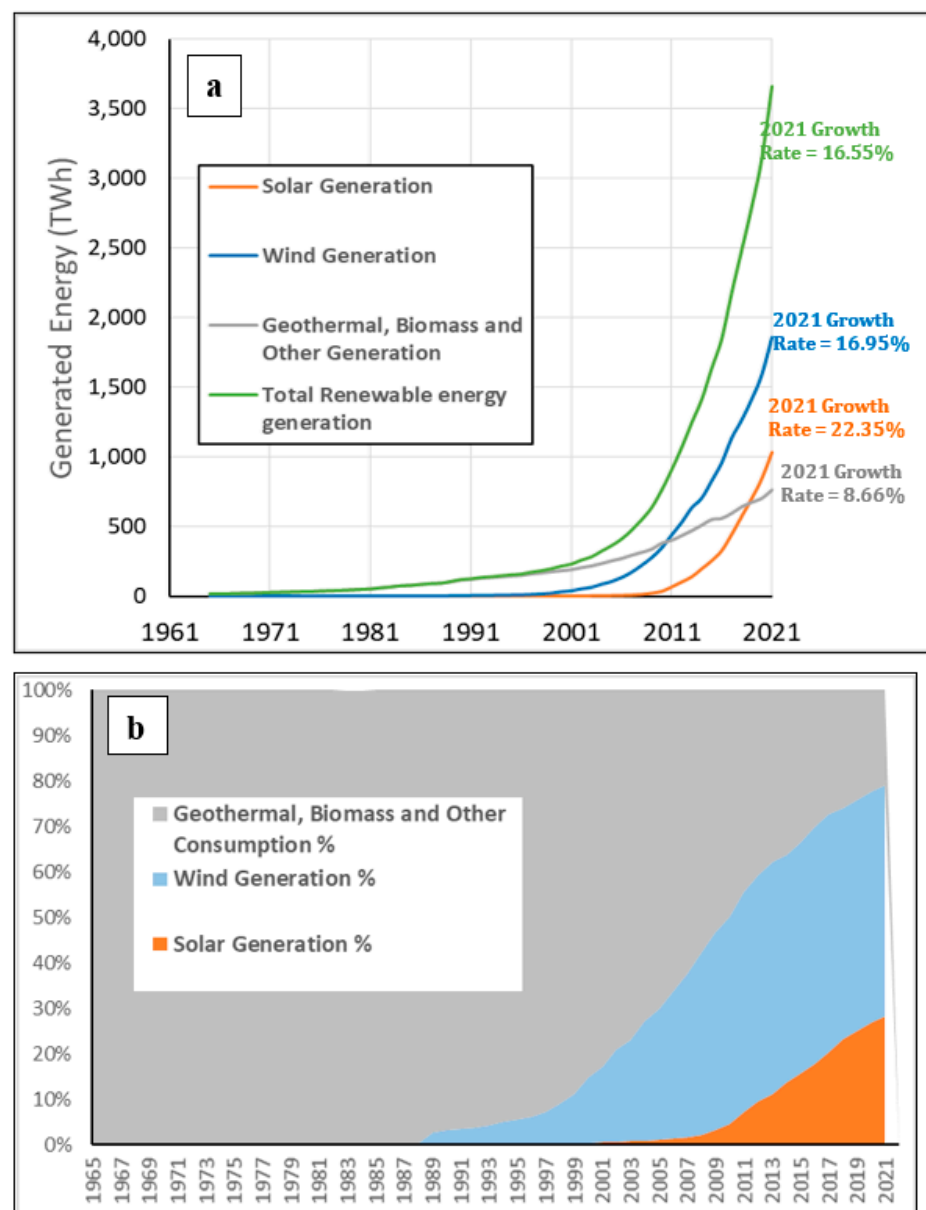 4,000
3,500
3,000
2,500
2,000
1,500
1,000
500
0
Generated Energy (TWh)
a
Solar Generation
Wind Generation
Geothermal, Biomass and
Other Generation
Total Renewable energy
generation
2021 Growth
Rate = 16.55%
2021 Growth
Rate = 16.95%
2021 Growth
Rate = 22.35%
2021 Growth
Rate = 8.66%
1961 1971 1981 1991 2001 2011 2021
100%
90%
80%
70%
60%
50%
40%
30%
20%
10%
0%
b
Geothermal, Biomass and Other
Consumption %
Wind Generation %
Solar Generation %
1965
1967
1969
1971
1973
1975
1977
1979
1981
1983
1985
1987
1989
1991
1993
1995
1997
1999
2001
2003
2005
2007
2009
2011
2013
2015
2017
2019
2021